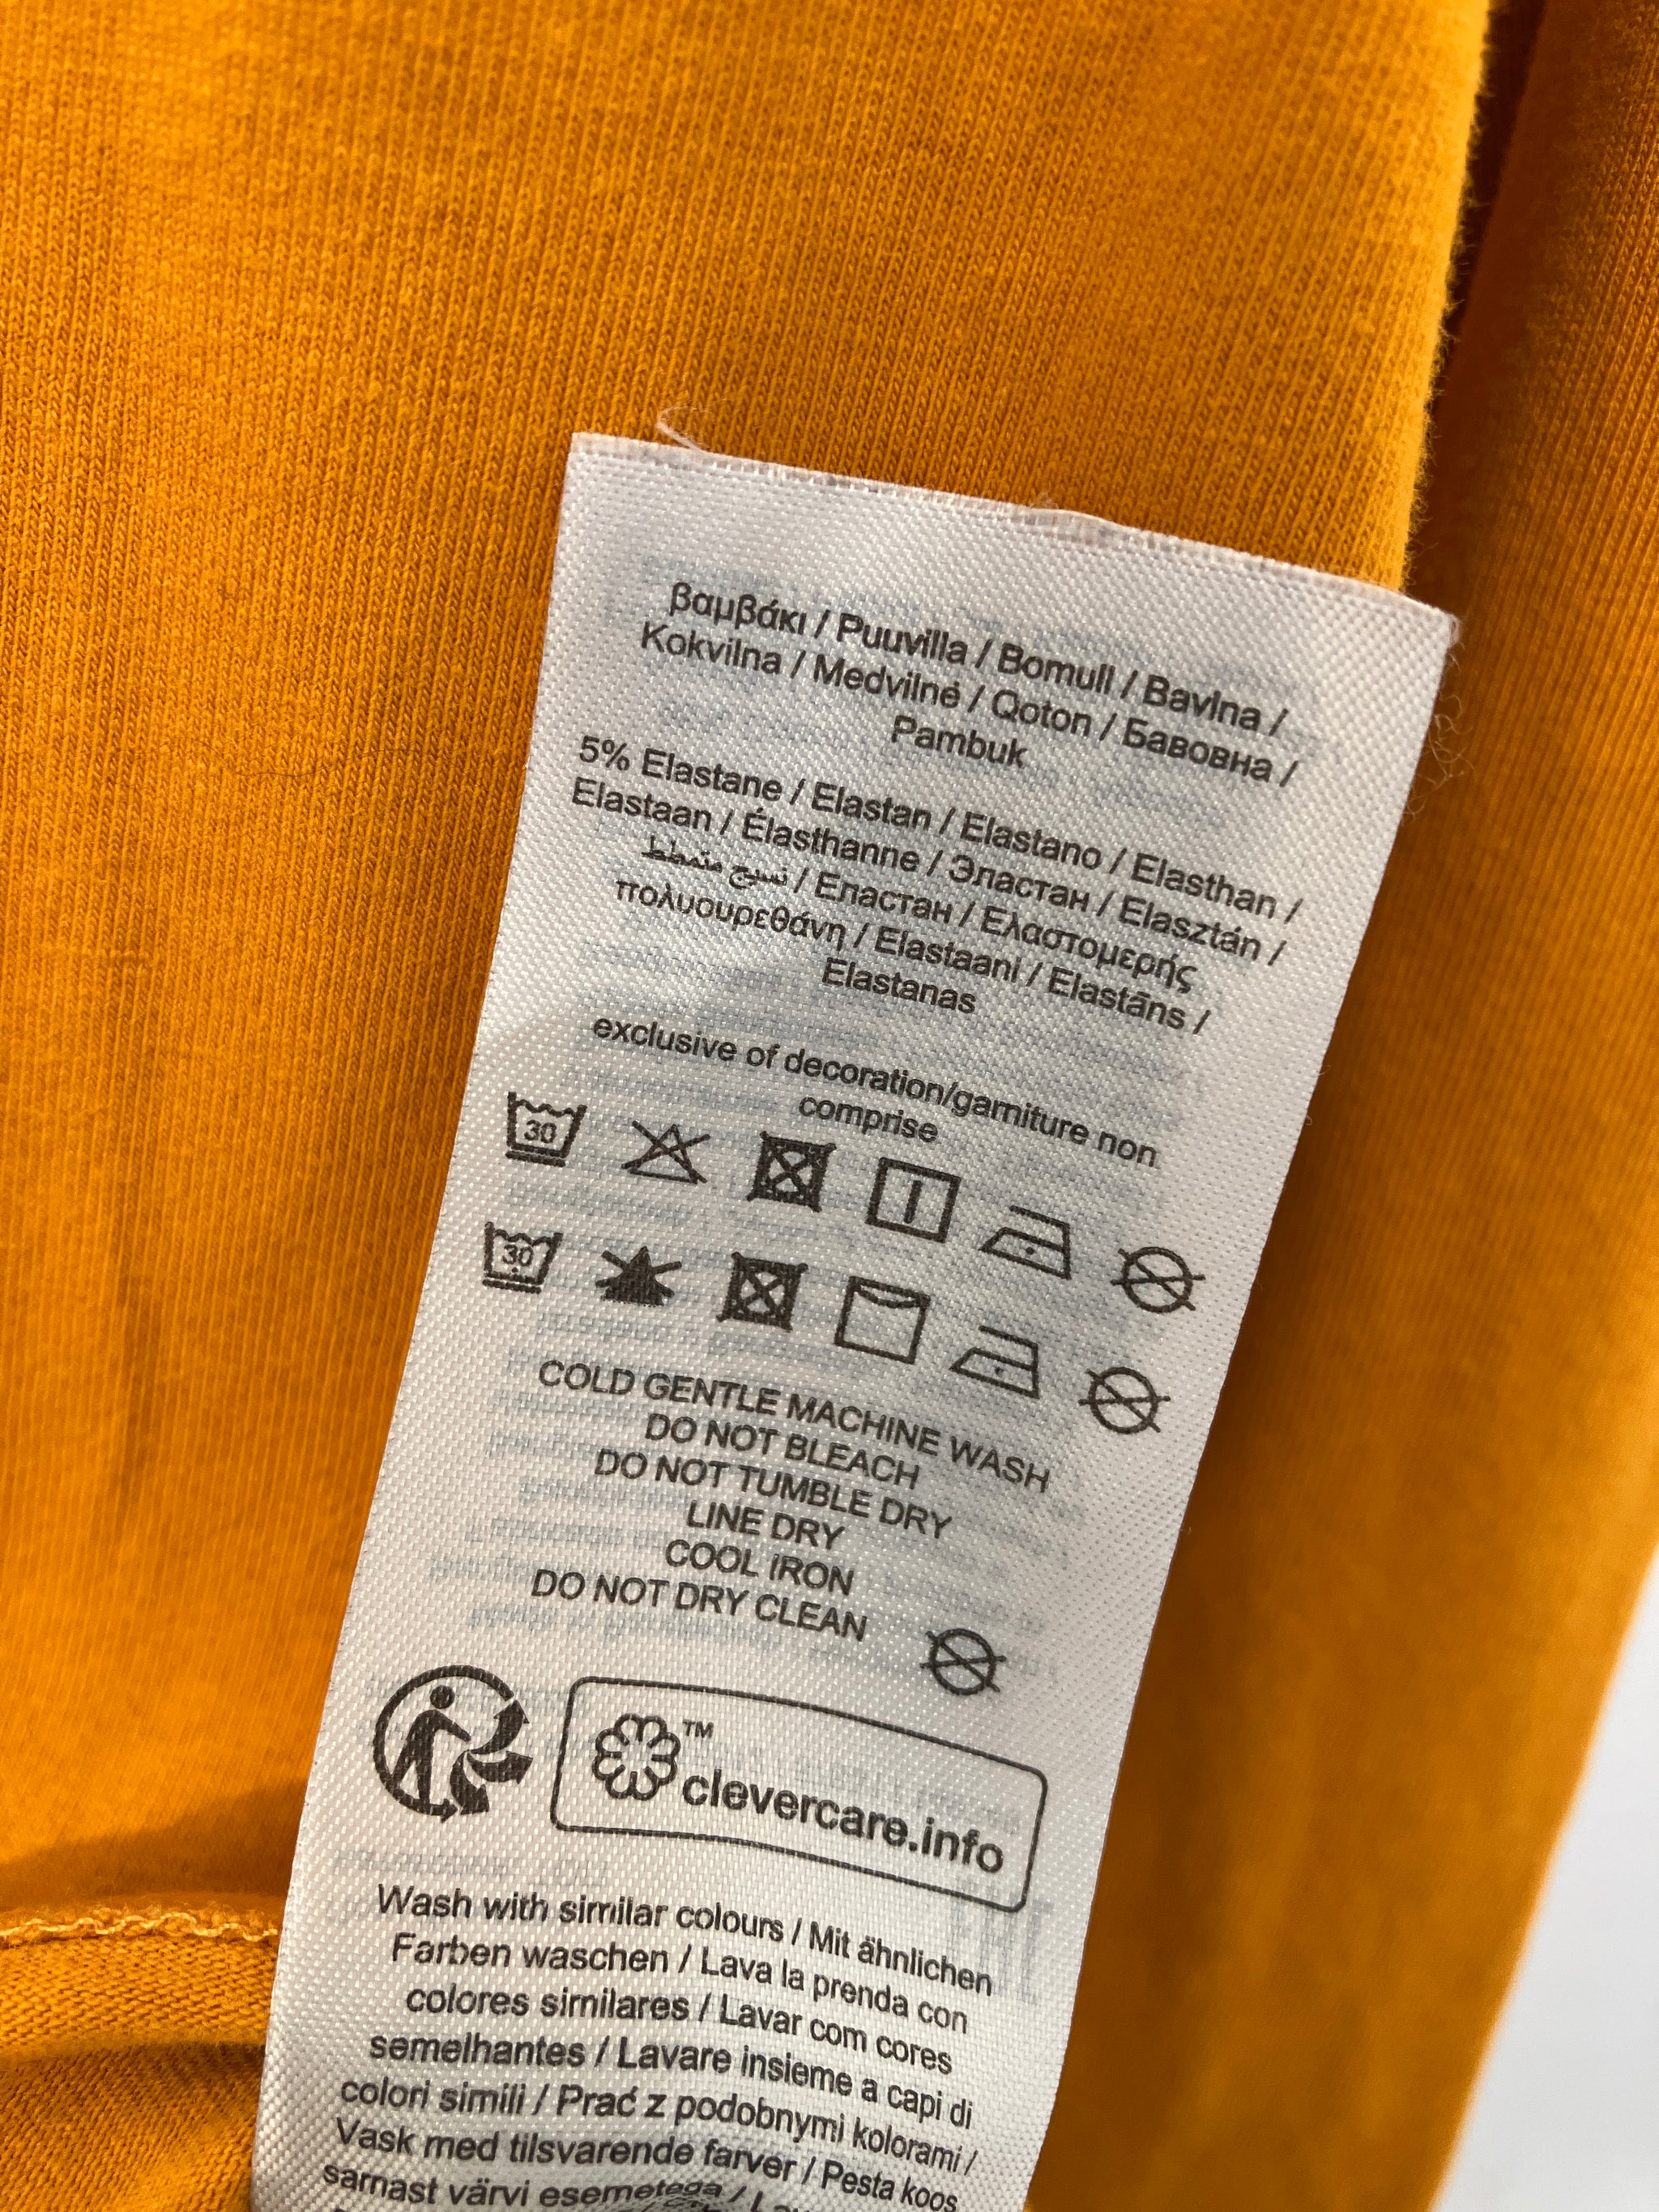 βαμβάκι / Puuvilla / Bomull / Bavlna /
Kokvilna / Medvilnė / Qoton / Бавовна /
Pambuk
5% Elastane / Elastan / Elastano / Elasthan /
Elastaan / Élasthanne / Эластан / Elasztán /
نسيج متمطط / Еластан / Ελαστομερής
πολυουρεθάνη / Elastaani / Elastāns /
Elastanas
exclusive of decoration/garniture non
comprise
30
30
COLD GENTLE MACHINE WASH
DO NOT BLEACH
DO NOT TUMBLE DRY
LINE DRY
COOL IRON
DO NOT DRY CLEAN
TM
clevercare.info
Wash with similar colours / Mit ähnlichen
Farben waschen / Lava la prenda con
colores similares / Lavar com cores
semelhantes / Lavare insieme a capi di
colori simili / Prać z podobnymi kolorami /
Vask med tilsvarende farver / Pesta koos
sarnast värvi esemetega /